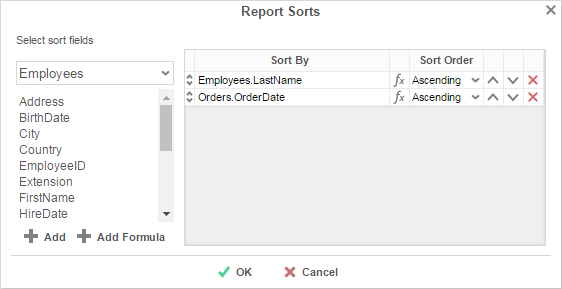 Report Sorts
Select sort fields
Employees
Address
BirthDate
City
Country
EmployeeID
Extension
FirstName
HireDate
Add Add Formula
Sort By Sort Order
Employees.LastName fx Ascending
Orders.OrderDate fx Ascending
OK Cancel